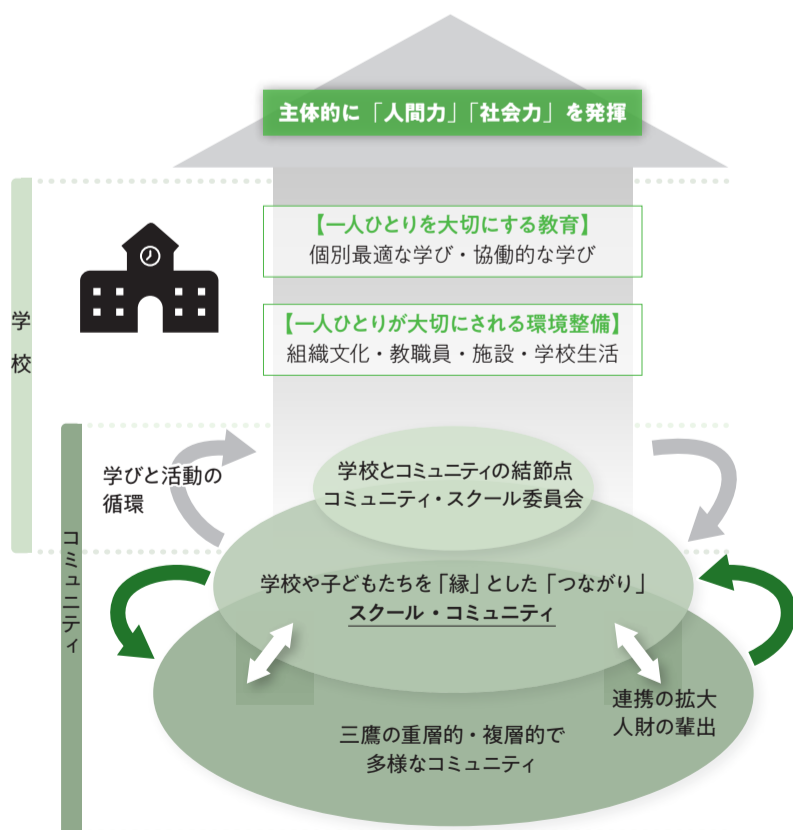 主体的に「人間力」「社会力」を発揮
【一人ひとりを大切にする教育】
個別最適な学び・協働的な学び
【一人ひとりが大切にされる環境整備】
組織文化・教職員・施設・学校生活
学校
学びと活動の
循環
学校とコミュニティの結節点
コミュニティ・スクール委員会
コミュニティ
学校や子どもたちを「縁」とした「つながり」
スクール・コミュニティ
連携の拡大
人財の輩出
三鷹の重層的・複層的で
多様なコミュニティ